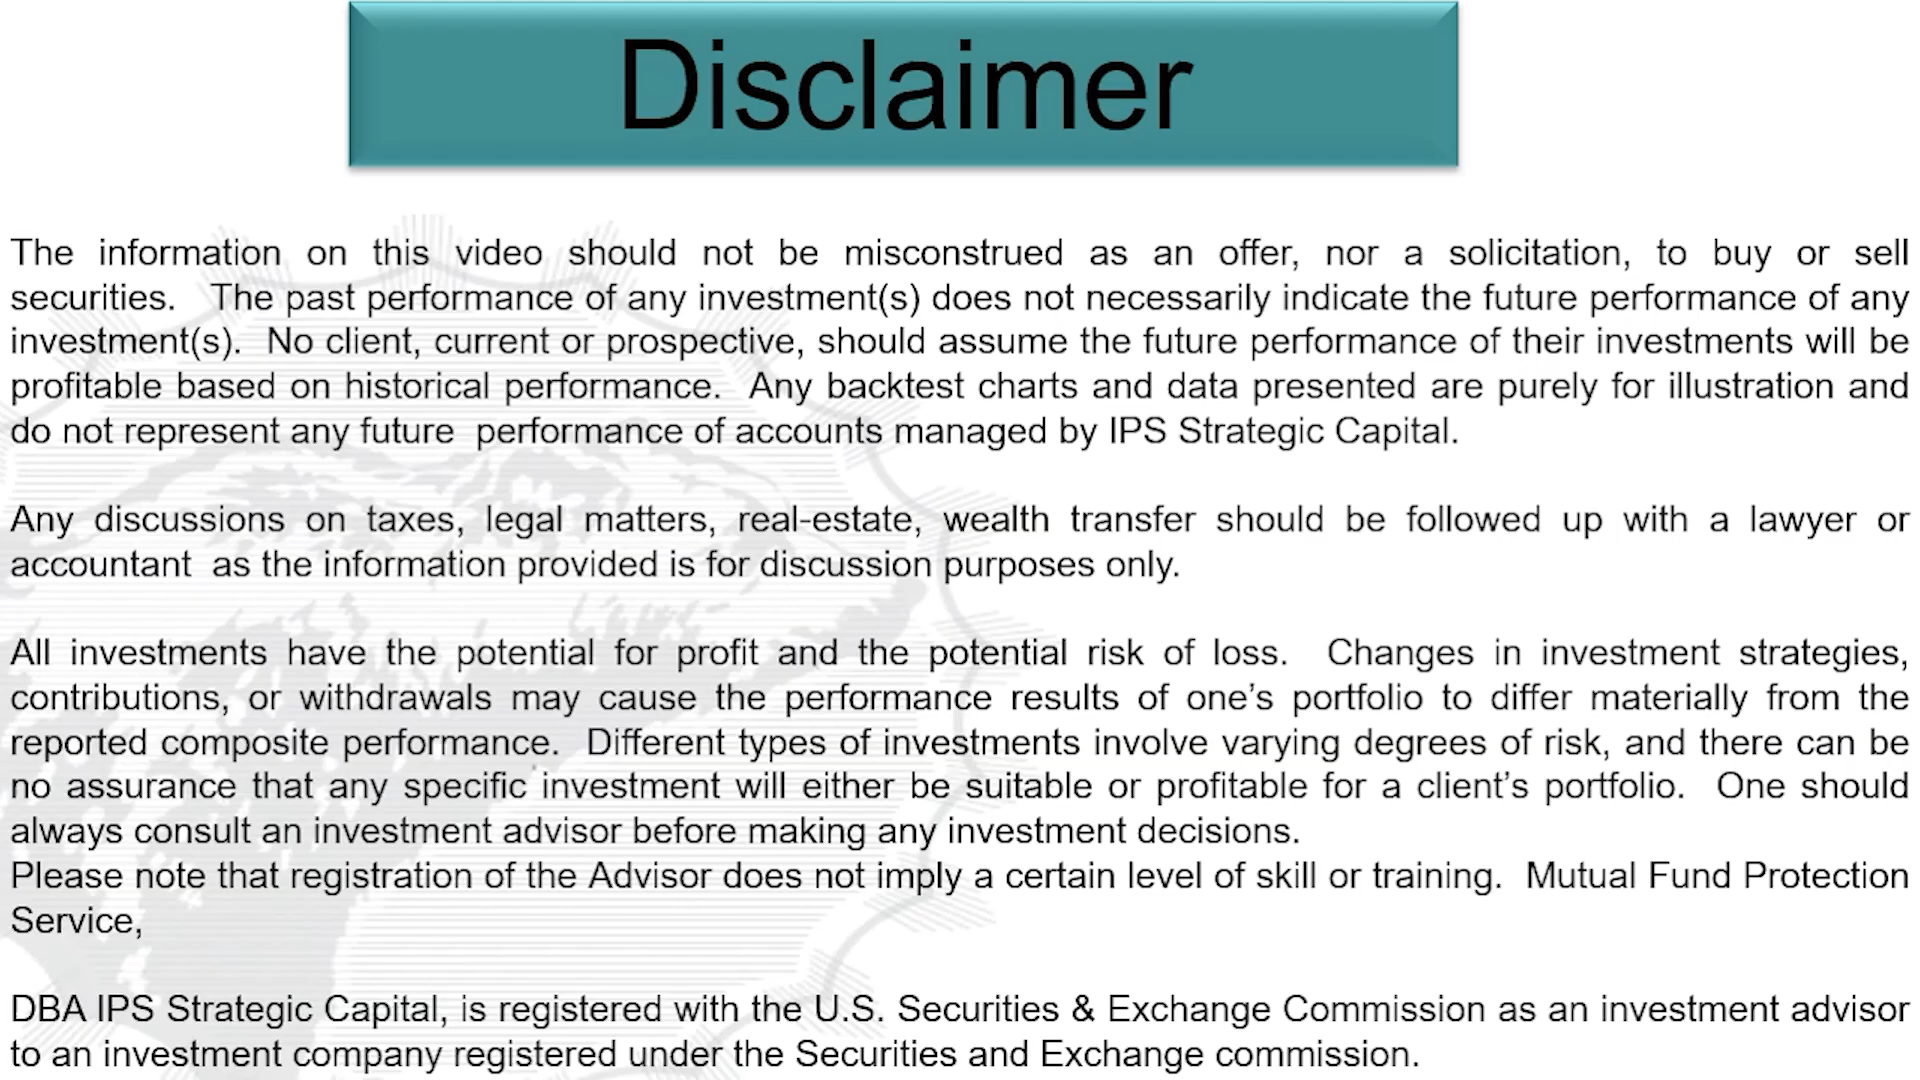 Disclaimer
The information on this video should not be misconstrued as an offer, nor a solicitation, to buy or sell
securities. The past performance of any investment(s) does not necessarily indicate the future performance of any
investment(s). No client, current or prospective, should assume the future performance of their investments will be
profitable based on historical performance. Any backtest charts and data presented are purely for illustration and
do not represent any future performance of accounts managed by IPS Strategic Capital.
Any discussions on taxes, legal matters, real-estate, wealth transfer should be followed up with a lawyer or
accountant as the information provided is for discussion purposes only.
All investments have the potential for profit and the potential risk of loss. Changes in investment strategies,
contributions, or withdrawals may cause the performance results of one’s portfolio to differ materially from the
reported composite performance. Different types of investments involve varying degrees of risk, and there can be
no assurance that any specific investment will either be suitable or profitable for a client’s portfolio. One should
always consult an investment advisor before making any investment decisions.
Please note that registration of the Advisor does not imply a certain level of skill or training. Mutual Fund Protection
Service,
DBA IPS Strategic Capital, is registered with the U.S. Securities & Exchange Commission as an investment advisor
to an investment company registered under the Securities and Exchange commission.